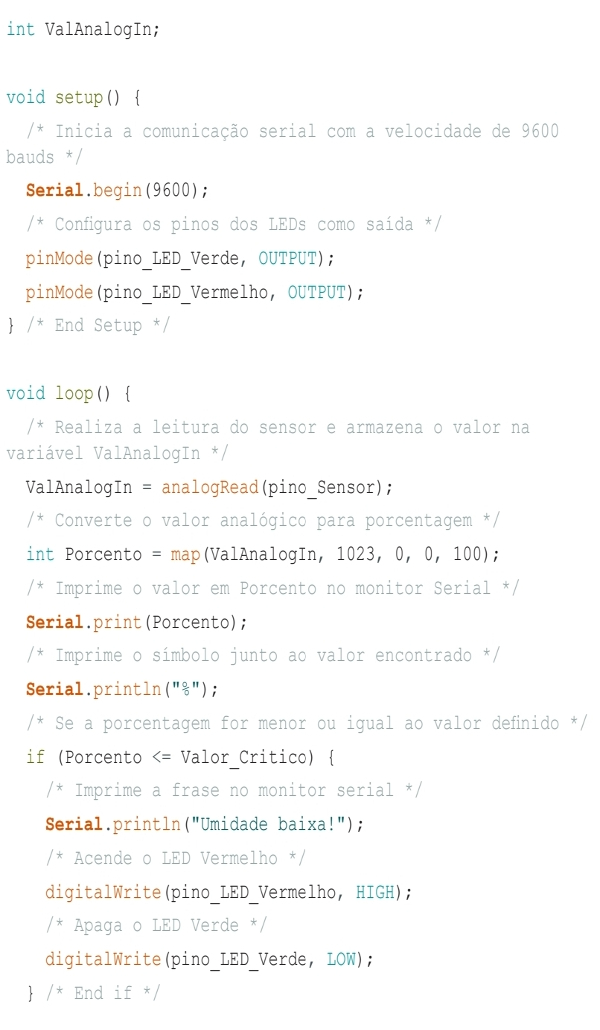 int ValAnalogIn;
void setup() {
/* Inicia a comunicação serial com a velocidade de 9600
bauds */
Serial.begin(9600);
/* Configura os pinos dos LEDs como saída */
pinMode(pino_LED_Verde, OUTPUT);
pinMode(pino_LED_Vermelho, OUTPUT);
} /* End Setup */
void loop() {
/* Realiza a leitura do sensor e armazena o valor na
variável ValAnalogIn */
ValAnalogIn = analogRead(pino_Sensor);
/* Converte o valor analógico para porcentagem */
int Porcento = map(ValAnalogIn, 1023, 0, 0, 100);
/* Imprime o valor em Porcento no monitor Serial */
Serial.print(Porcento);
/* Imprime o símbolo junto ao valor encontrado */
Serial.println("%");
/* Se a porcentagem for menor ou igual ao valor definido */
if (Porcento <= Valor_Critico) {
/* Imprime a frase no monitor serial */
Serial.println("Umidade baixa!");
/* Acende o LED Vermelho */
digitalWrite(pino_LED_Vermelho, HIGH);
/* Apaga o LED Verde */
digitalWrite(pino_LED_Verde, LOW);
} /* End if */